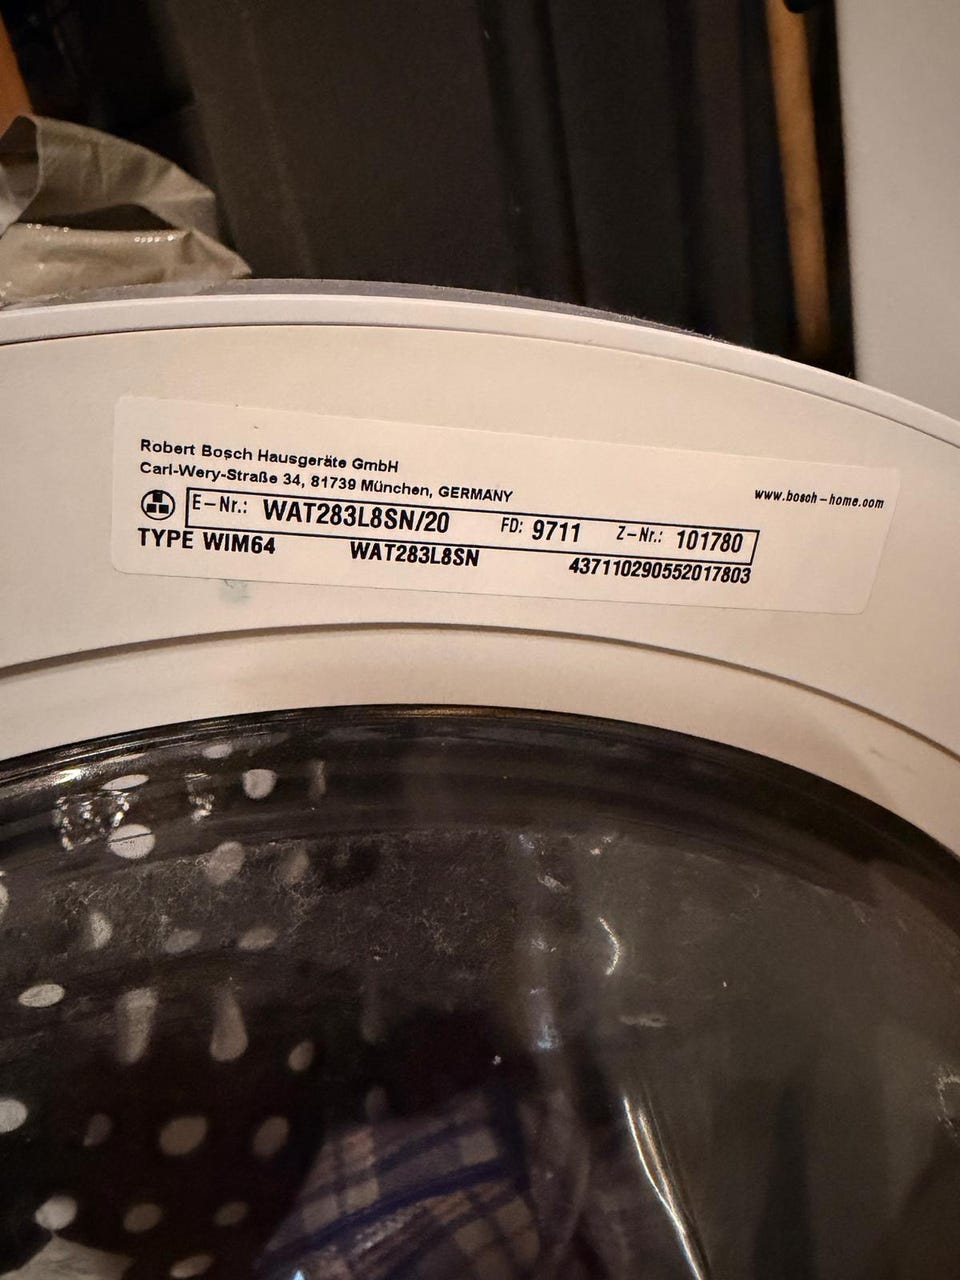 Robert Bosch Hausgeräte GmbH
Carl-Wery-Straße 34, 81739 München, GERMANY
www.bosch-home.com
E-Nr.: WAT283L8SN/20 FD: 9711 Z-Nr.: 101780
TYPE WIM64 WAT283L8SN 437110290552017803